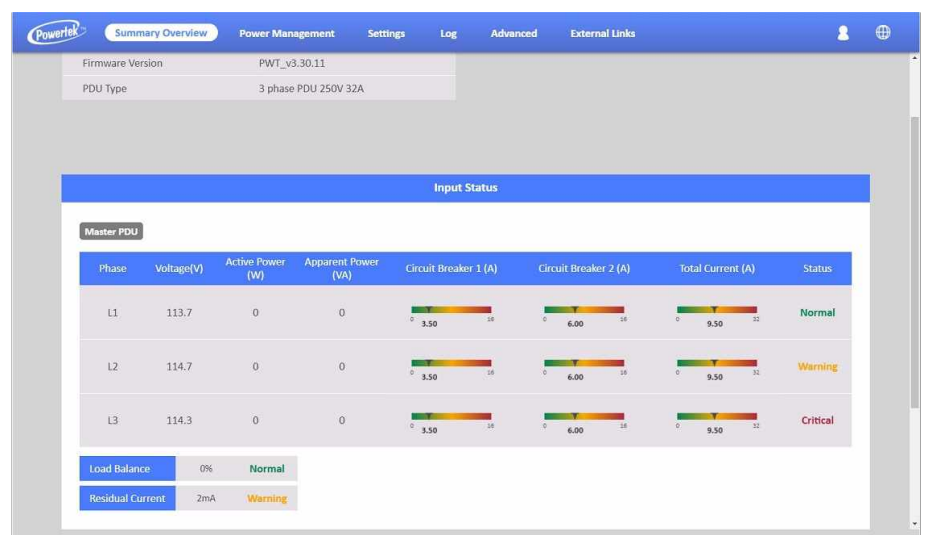 Powertek™ Summary Overview Power Management Settings Log Advanced External Links
Firmware Version PWT_v3.30.11
PDU Type 3 phase PDU 250V 32A
Input Status
Master PDU
Phase Voltage(V) Active Power (W) Apparent Power (VA) Circuit Breaker 1 (A) Circuit Breaker 2 (A) Total Current (A) Status
L1 113.7 0 0 0 3.50 16 0 6.00 16 0 9.50 32 Normal
L2 114.7 0 0 0 3.50 16 0 6.00 16 0 9.50 32 Warning
L3 114.3 0 0 0 3.50 16 0 6.00 16 0 9.50 32 Critical
Load Balance 0% Normal
Residual Current 2mA Warning